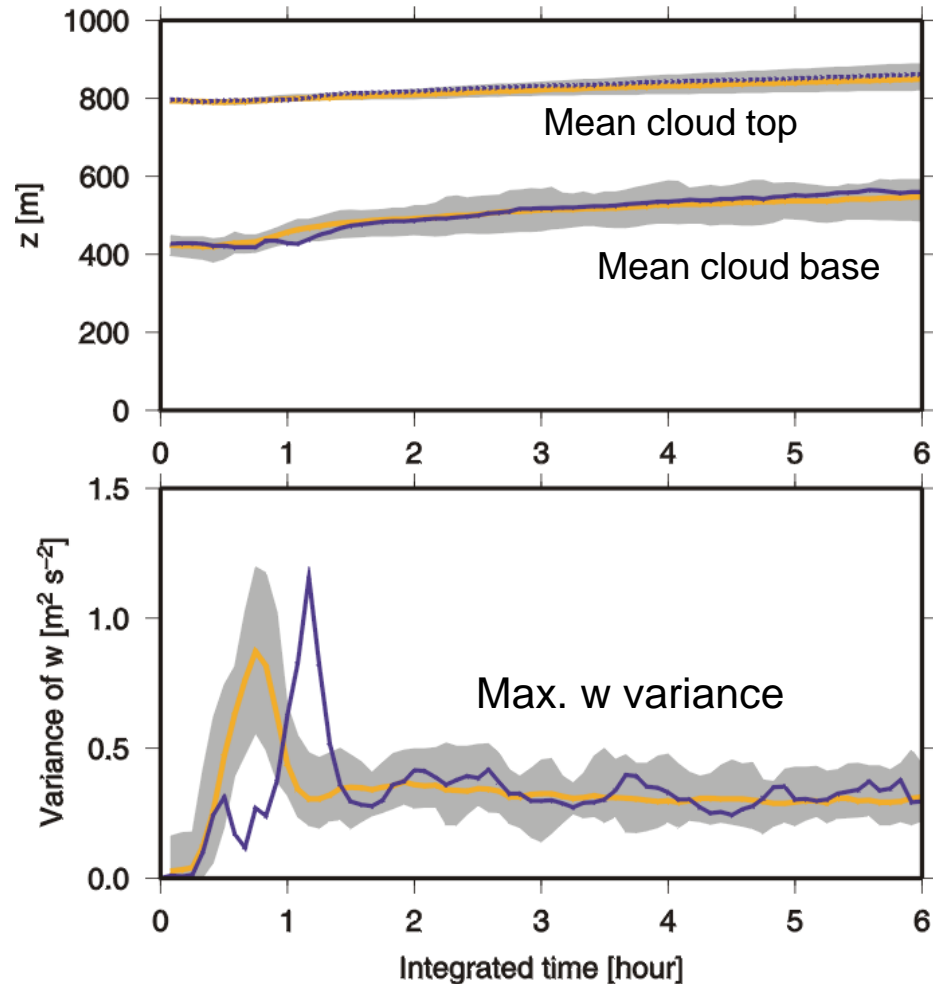 1000
800
600
400
200
0
z [m]
Mean cloud top
Mean cloud base
0 1 2 3 4 5 6
1.5
1.0
0.5
0.0
Variance of w [m² s⁻²]
Max. w variance
0 1 2 3 4 5 6
Integrated time [hour]